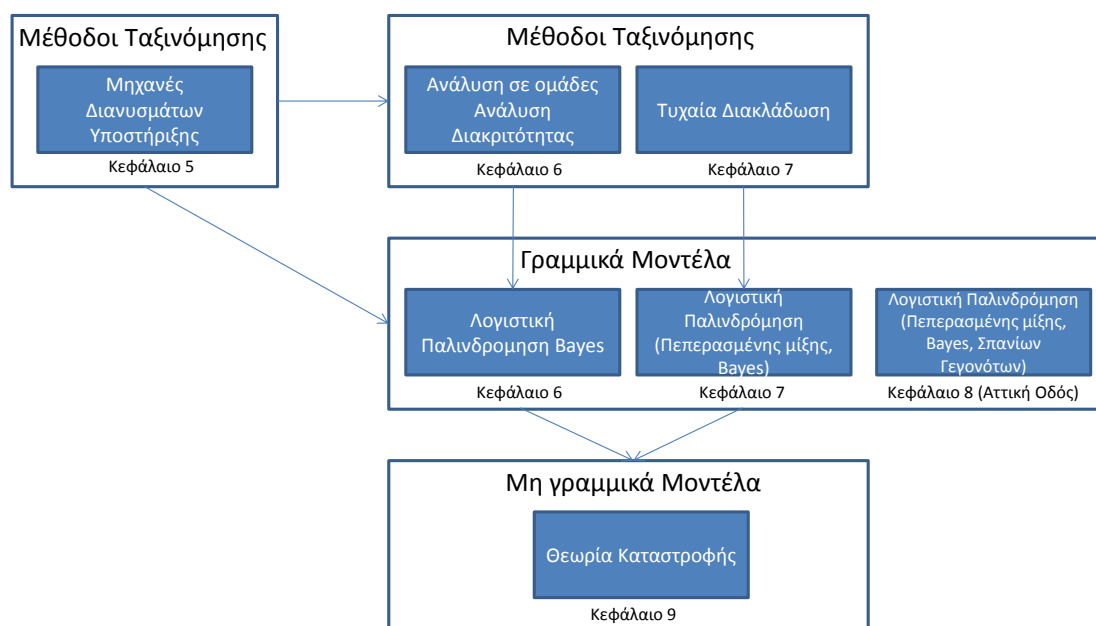 Μέθοδοι Ταξινόμησης
Μηχανές
Διανυσμάτων
Υποστήριξης
Κεφάλαιο 5
Μέθοδοι Ταξινόμησης
Ανάλυση σε ομάδες
Ανάλυση
Διακριτότητας
Κεφάλαιο 6
Τυχαία Διακλάδωση
Κεφάλαιο 7
Γραμμικά Μοντέλα
Λογιστική
Παλινδρομηση Bayes
Κεφάλαιο 6
Λογιστική
Παλινδρόμηση
(Πεπερασμένης μίξης,
Bayes)
Κεφάλαιο 7
Λογιστική Παλινδρόμηση
(Πεπερασμένης μίξης,
Bayes, Σπανίων
Γεγονότων)
Κεφάλαιο 8 (Αττική Οδός)
Μη γραμμικά Μοντέλα
Θεωρία Καταστροφής
Κεφάλαιο 9